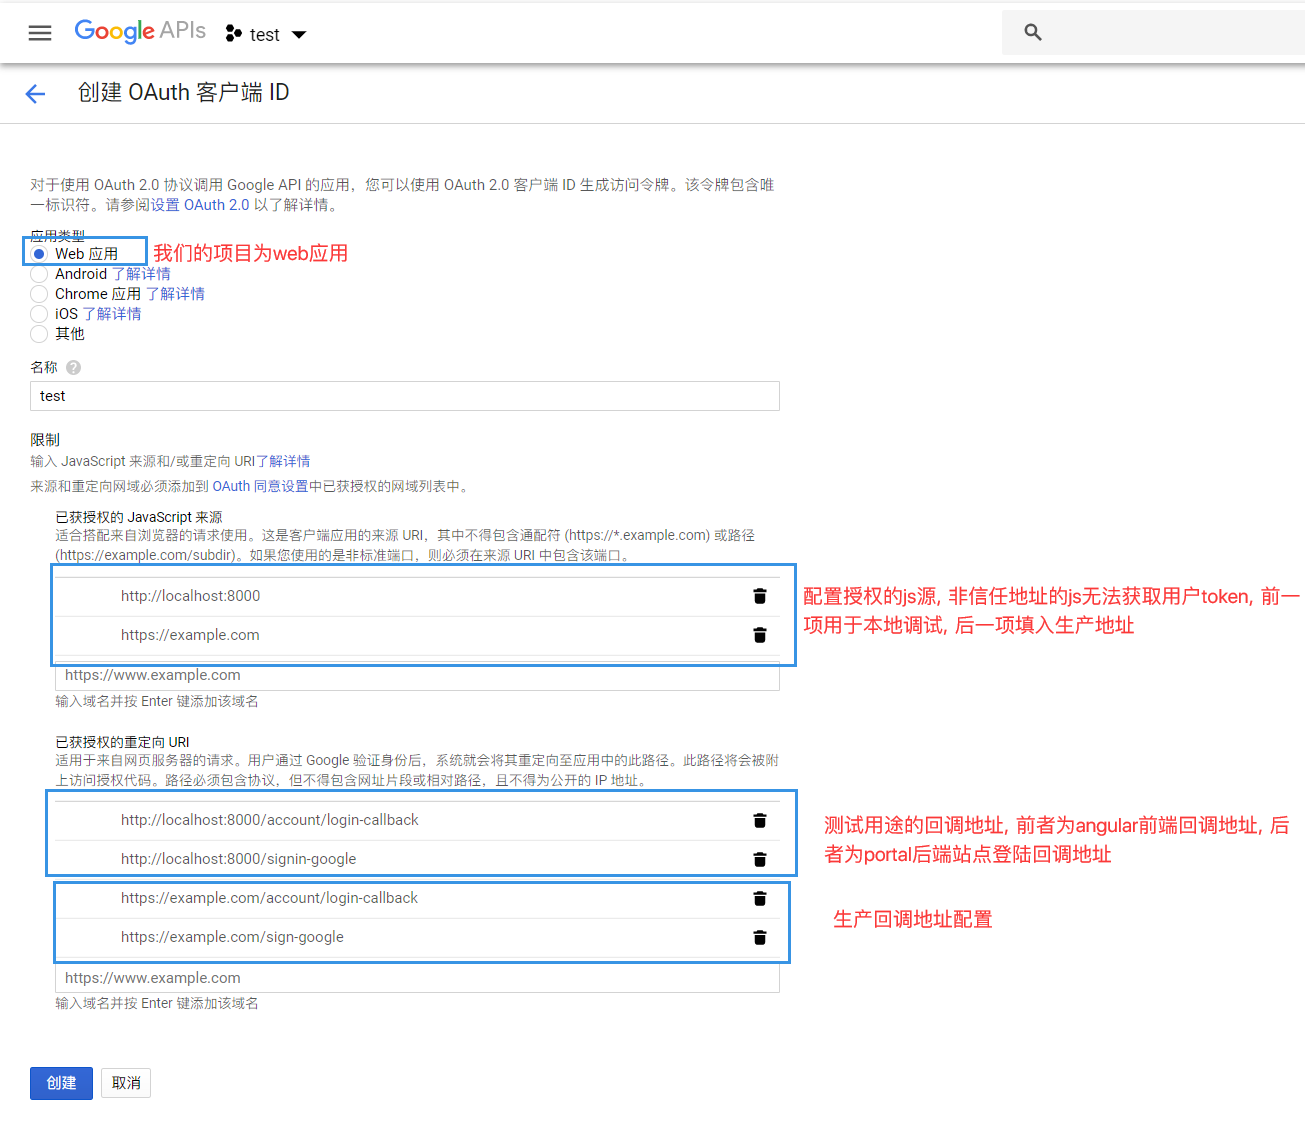 Google APIs test
创建 OAuth 客户端 ID
对于使用 OAuth 2.0 协议调用 Google API 的应用，您可以使用 OAuth 2.0 客户端 ID 生成访问令牌。该令牌包含唯
一标识符。请参阅设置 OAuth 2.0 以了解详情。
应用类型
Web 应用
我们的项目为web应用
Android 了解详情
Chrome 应用 了解详情
iOS 了解详情
其他
名称 ?
test
限制
输入 JavaScript 来源和/或重定向 URI了解详情
来源和重定向网域必须添加到 OAuth 同意设置中已获授权的网域列表中。
已获授权的 JavaScript 来源
适合搭配来自浏览器的请求使用。这是客户端应用的来源 URI，其中不得包含通配符 (https://*.example.com) 或路径
(https://example.com/subdir)。如果您使用的是非标准端口，则必须在来源 URI 中包含该端口。
http://localhost:8000
https://example.com
配置授权的js源, 非信任地址的js无法获取用户token, 前一
项用于本地调试, 后一项填入生产地址
https://www.example.com
输入域名并按 Enter 键添加该域名
已获授权的重定向 URI
适用于来自网页服务器的请求。用户通过 Google 验证身份后，系统就会将其重定向至应用中的此路径。此路径将会被附
上访问授权代码。路径必须包含协议，但不得包含网址片段或相对路径，且不得为公开的 IP 地址。
http://localhost:8000/account/login-callback
http://localhost:8000/signin-google
测试用途的回调地址, 前者为angular前端回调地址, 后
者为portal后端站点登陆回调地址
https://example.com/account/login-callback
https://example.com/sign-google
生产回调地址配置
https://www.example.com
输入域名并按 Enter 键添加该域名
创建 取消